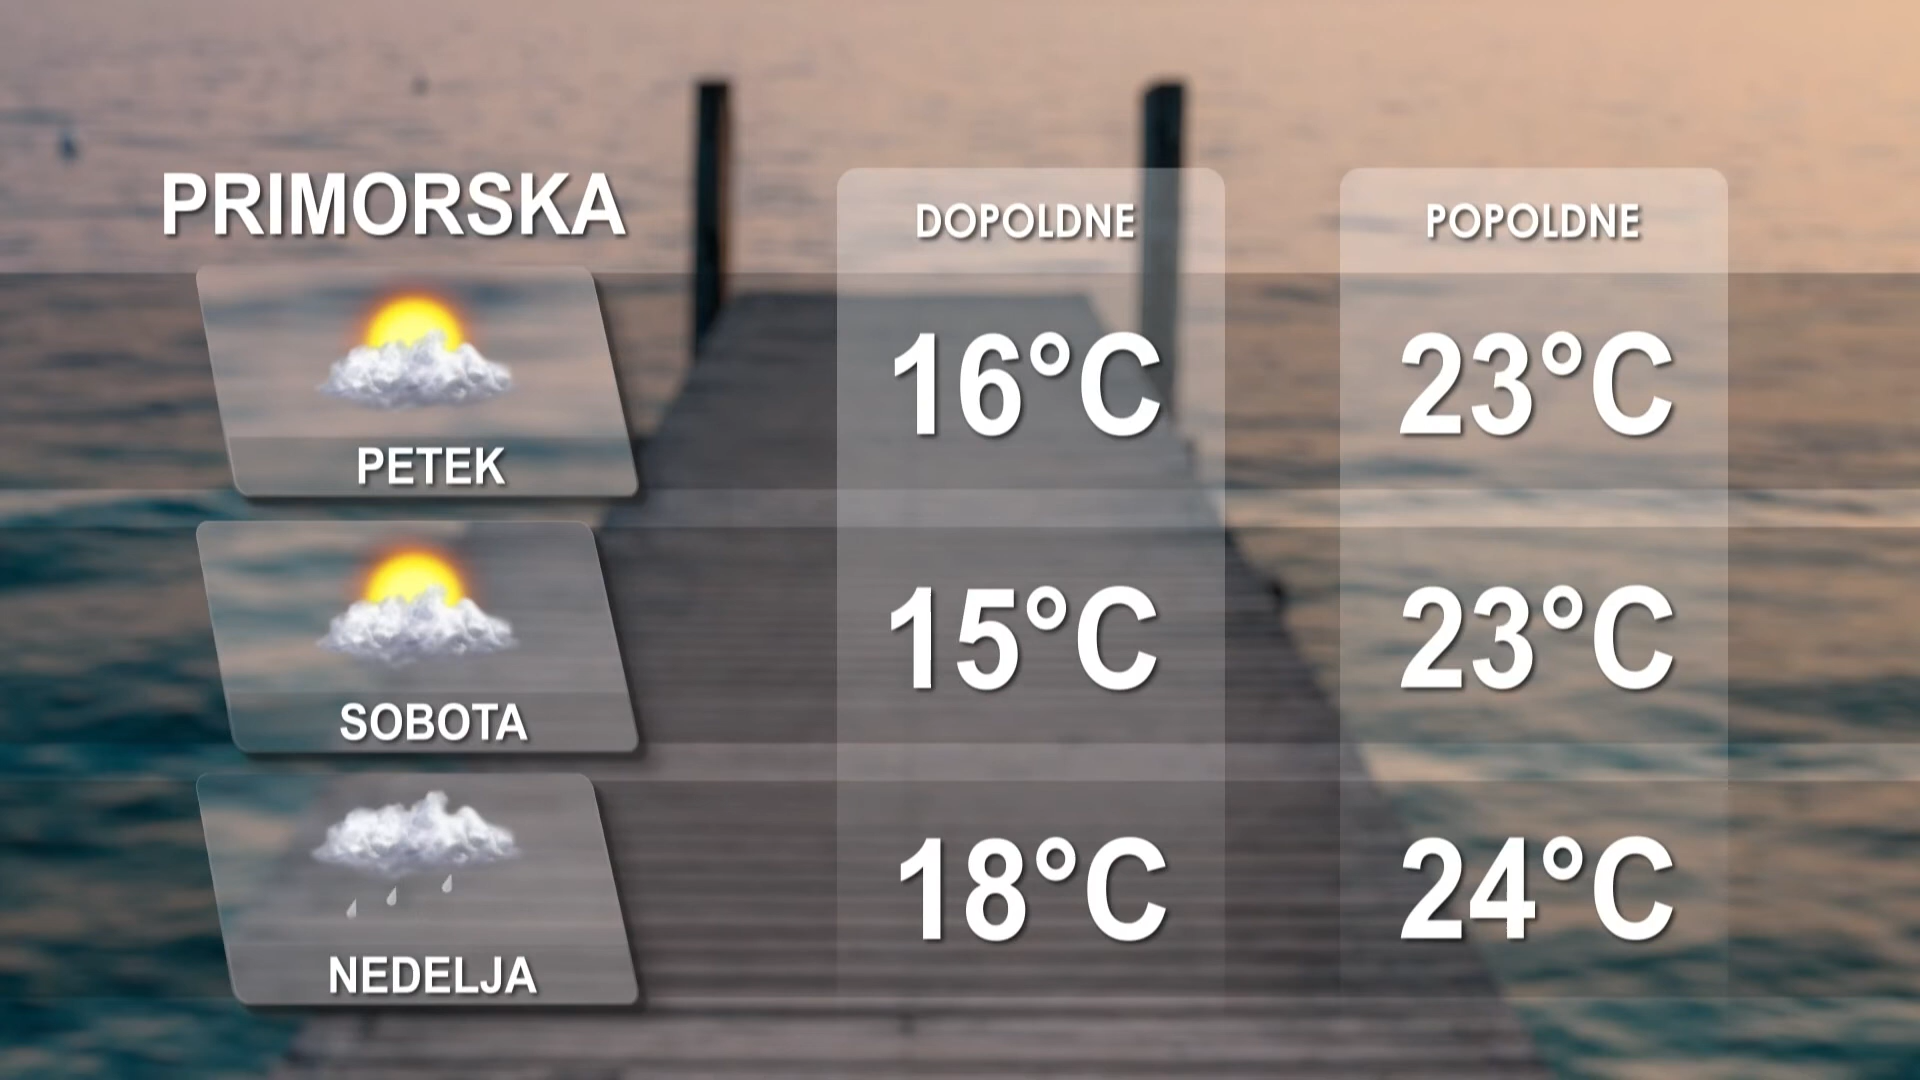 PRIMORSKA
DOPOLDNE
POPOLDNE
PETEK
16°C
23°C
SOBOTA
15°C
23°C
NEDELJA
18°C
24°C